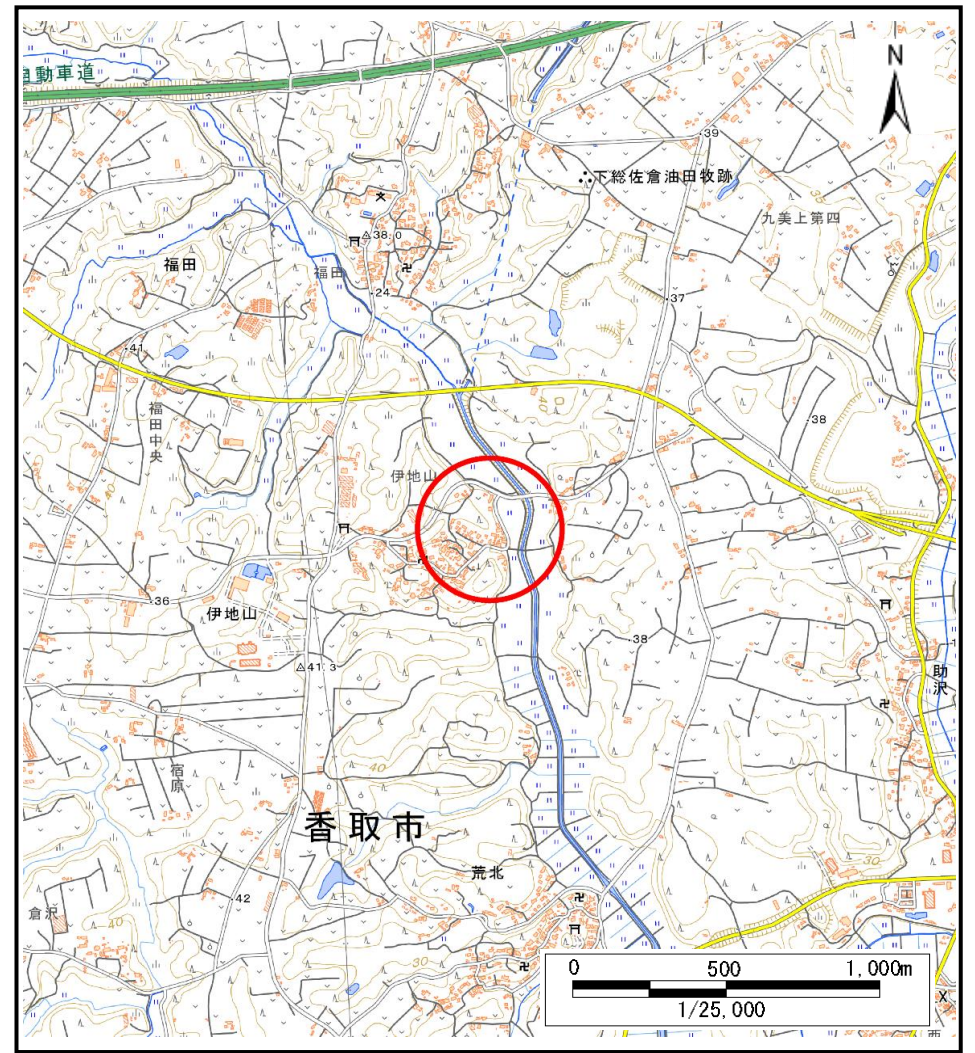 自動車道
N
39
下総佐倉油田牧跡
九美上第四
38.0
福田
福田
24
37
41
40
福田中央
38
伊地山
36
伊地山
38
41.3
助沢
宿原
40
香取市
荒北
30
42
倉沢
40
30
0 500 1,000m
1/25,000
西